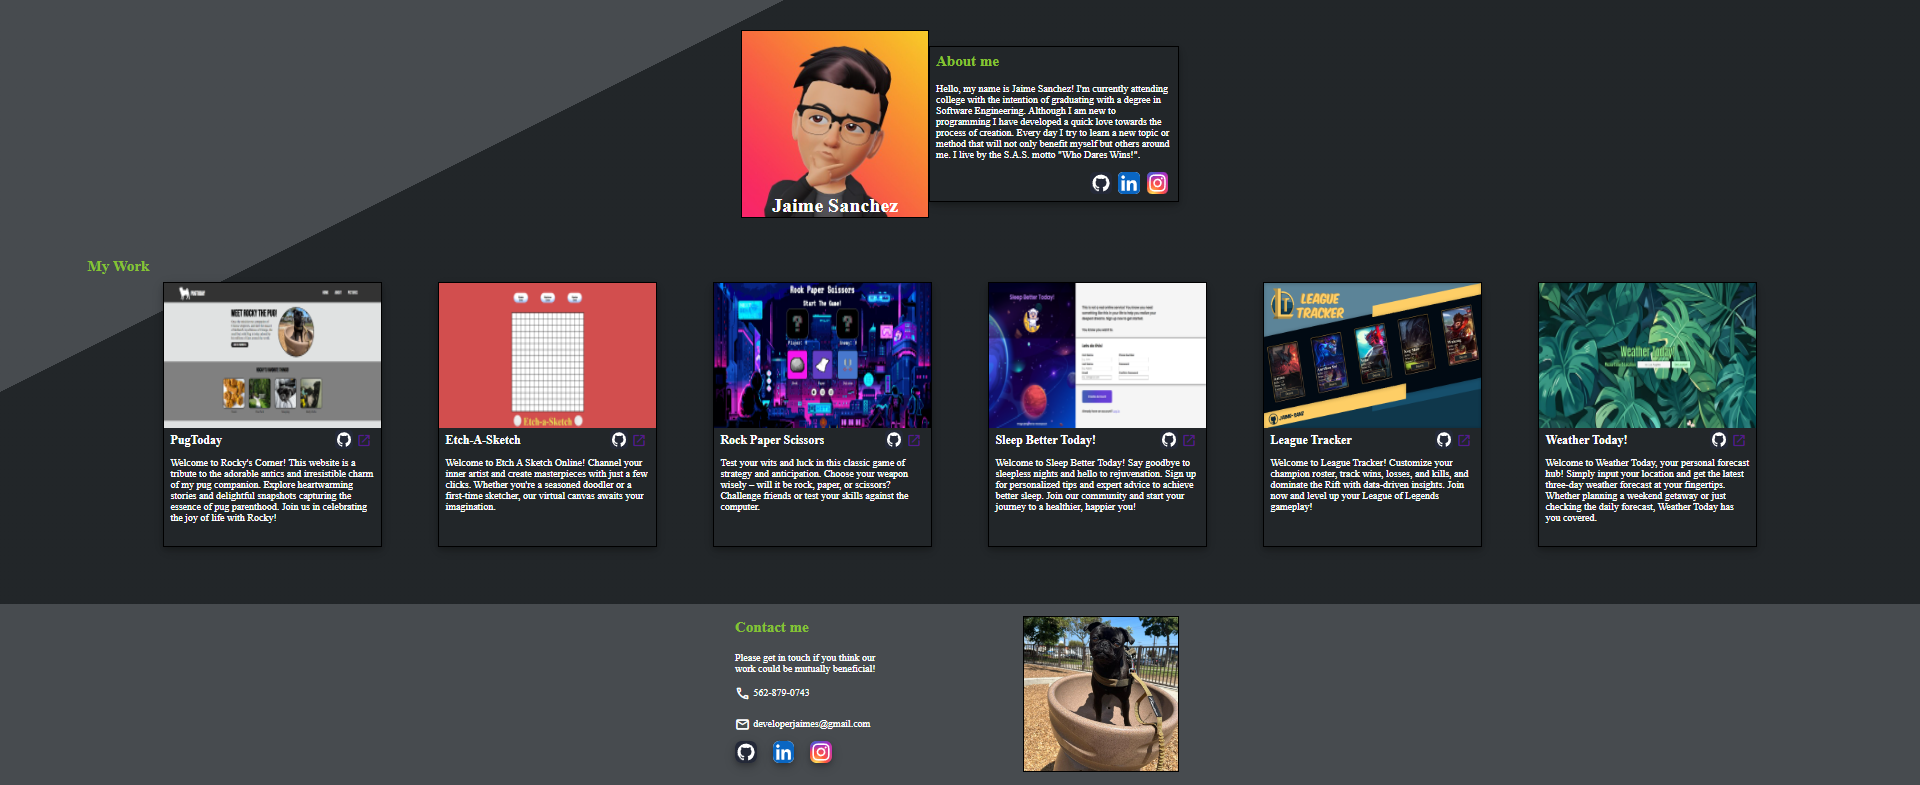 Jaime Sanchez
About me
Hello, my name is Jaime Sanchez! I'm currently attending
college with the intention of graduating with a degree in
Software Engineering. Although I am new to
programming I have developed a quick love towards the
process of creation. Every day I try to learn a new topic or
method that will not only benefit myself but others around
me. I live by the S.A.S. motto "Who Dares Wins!".
My Work
MEET ROCKY THE PUG!
PugToday
Welcome to Rocky's Corner! This website is a
tribute to the adorable antics and irresistible charm
of my pug companion. Explore heartwarming
stories and delightful snapshots capturing the
essence of pug parenthood. Join us in celebrating
the joy of life with Rocky!
Etch-a-Sketch
Etch-A-Sketch
Welcome to Etch A Sketch Online! Channel your
inner artist and create masterpieces with just a few
clicks. Whether you're a seasoned doodler or a
first-time sketcher, our virtual canvas awaits your
imagination.
Rock Paper Scissors
Start The Game!
Rock Paper Scissors
Test your wits and luck in this classic game of
strategy and anticipation. Choose your weapon
wisely – will it be rock, paper, or scissors?
Challenge friends or test your skills against the
computer.
Sleep Better Today!
Sleep Better Today!
Welcome to Sleep Better Today! Say goodbye to
sleepless nights and hello to rejuvenation. Sign up
for personalized tips and expert advice to achieve
better sleep. Join our community and start your
journey to a healthier, happier you!
LEAGUE
TRACKER
League Tracker
Welcome to League Tracker! Customize your
champion roster, track wins, losses, and kills, and
dominate the Rift with data-driven insights. Join
now and level up your League of Legends
gameplay!
Weather Today!
Weather Today!
Welcome to Weather Today, your personal forecast
hub! Simply input your location and get the latest
three-day weather forecast at your fingertips.
Whether planning a weekend getaway or just
checking the daily forecast, Weather Today has
you covered.
Contact me
Please get in touch if you think our
work could be mutually beneficial!
562-879-0743
developerjaimes@gmail.com